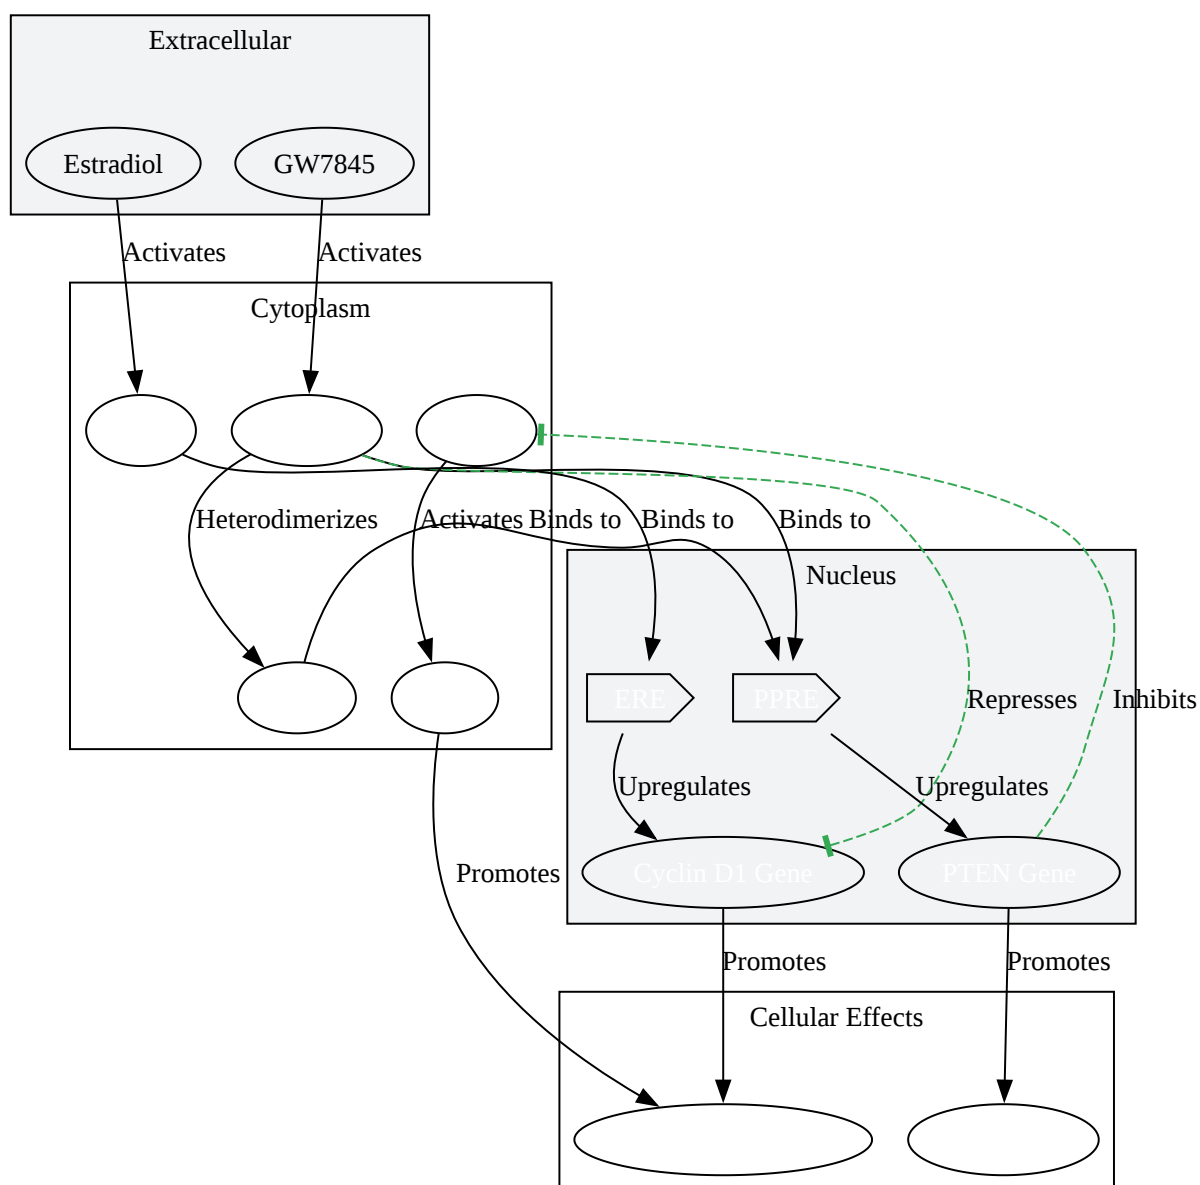 Extracellular
Estradiol
GW7845
Activates
Activates
Cytoplasm
Heterodimerizes
Activates
Binds to
Binds to
Binds to
Nucleus
ERE
PPRE
Represses
Inhibits
Upregulates
Upregulates
Cyclin D1 Gene
PTEN Gene
Promotes
Promotes
Promotes
Cellular Effects